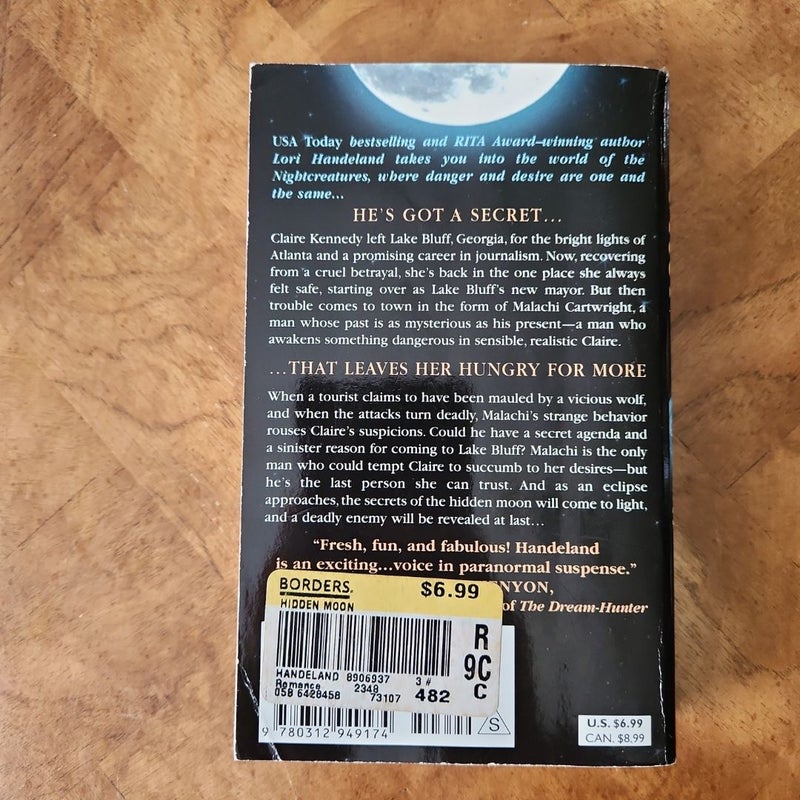 USA Today bestselling and RITA Award-winning author
Lori Handeland takes you into the world of the
Nightcreatures, where danger and desire are one and
the same...
HE'S GOT A SECRET...
Claire Kennedy left Lake Bluff, Georgia, for the bright lights of
Atlanta and a promising career in journalism. Now, recovering
from a cruel betrayal, she's back in the one place she always
felt safe, starting over as Lake Bluff's new mayor. But then
trouble comes to town in the form of Malachi Cartwright, a
man whose past is as mysterious as his present—a man who
awakens something dangerous in sensible, realistic Claire.
...THAT LEAVES HER HUNGRY FOR MORE
When a tourist claims to have been mauled by a vicious wolf,
and when the attacks turn deadly, Malachi's strange behavior
rouses Claire's suspicions. Could he have a secret agenda and
a sinister reason for coming to Lake Bluff? Malachi is the only
man who could tempt Claire to succumb to her desires—but
he's the last person she can trust. And as an eclipse
approaches, the secrets of the hidden moon will come to light,
and a deadly enemy will be revealed at last...
"Fresh, fun, and fabulous! Handeland
is an exciting...voice in paranormal suspense."
NYON,
of The Dream-Hunter
BORDERS. $6.99
HIDDEN MOON
R
9C
C
HANDELAND 8906937 3 #
Romance 2349
058 6428458 73107 482
S
9 780312 949174
U.S. $6.99
CAN. $8.99